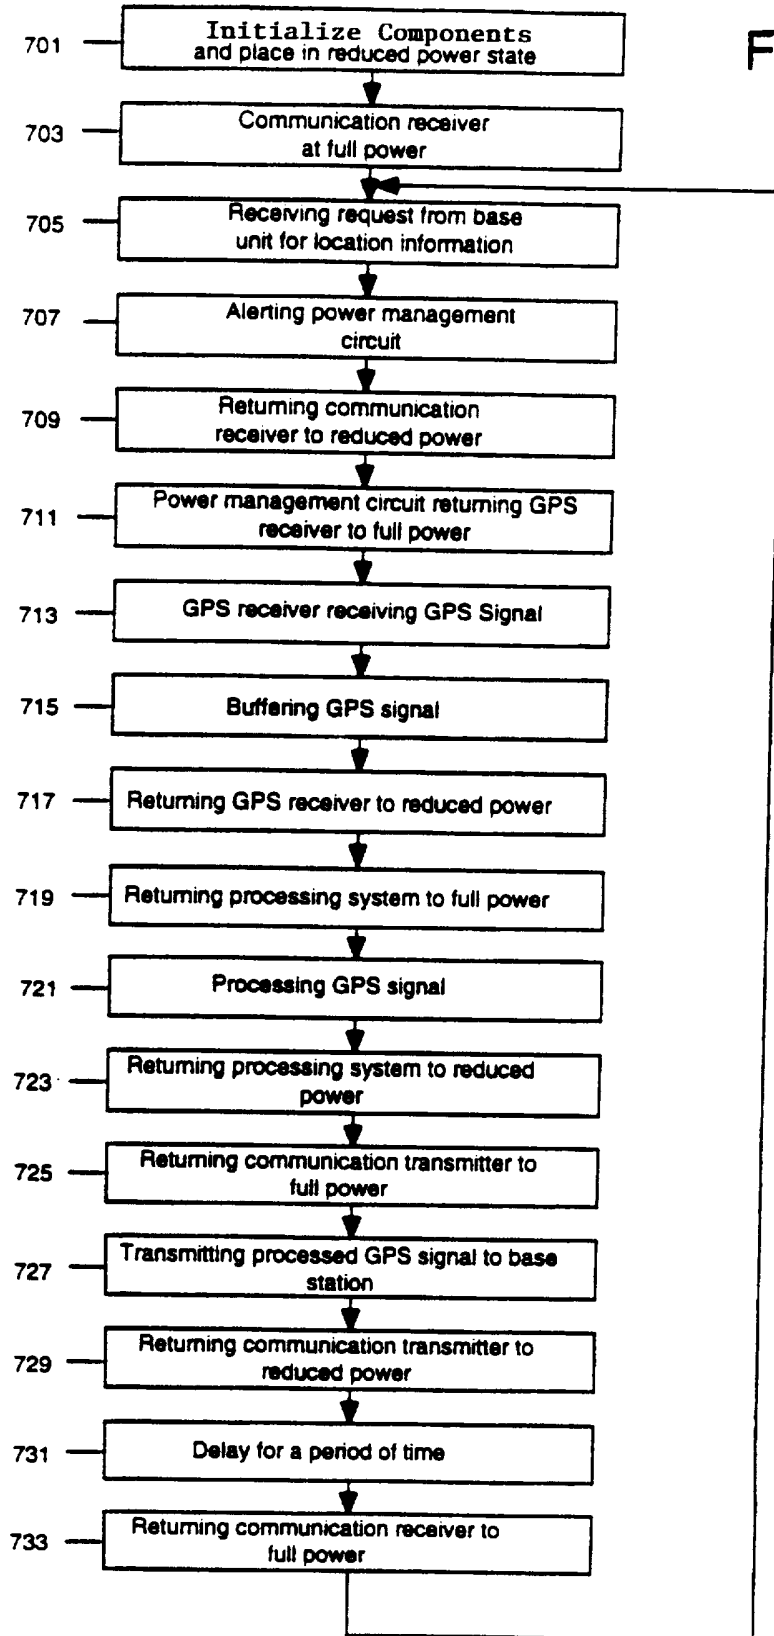 F
701
Initialize Components
and place in reduced power state
703
Communication receiver
at full power
705
Receiving request from base
unit for location information
707
Alerting power management
circuit
709
Returning communication
receiver to reduced power
711
Power management circuit returning GPS
receiver to full power
713
GPS receiver receiving GPS Signal
715
Buffering GPS signal
717
Returning GPS receiver to reduced power
719
Returning processing system to full power
721
Processing GPS signal
723
Returning processing system to reduced
power
725
Returning communication transmitter to
full power
727
Transmitting processed GPS signal to base
station
729
Returning communication transmitter to
reduced power
731
Delay for a period of time
733
Returning communication receiver to
full power